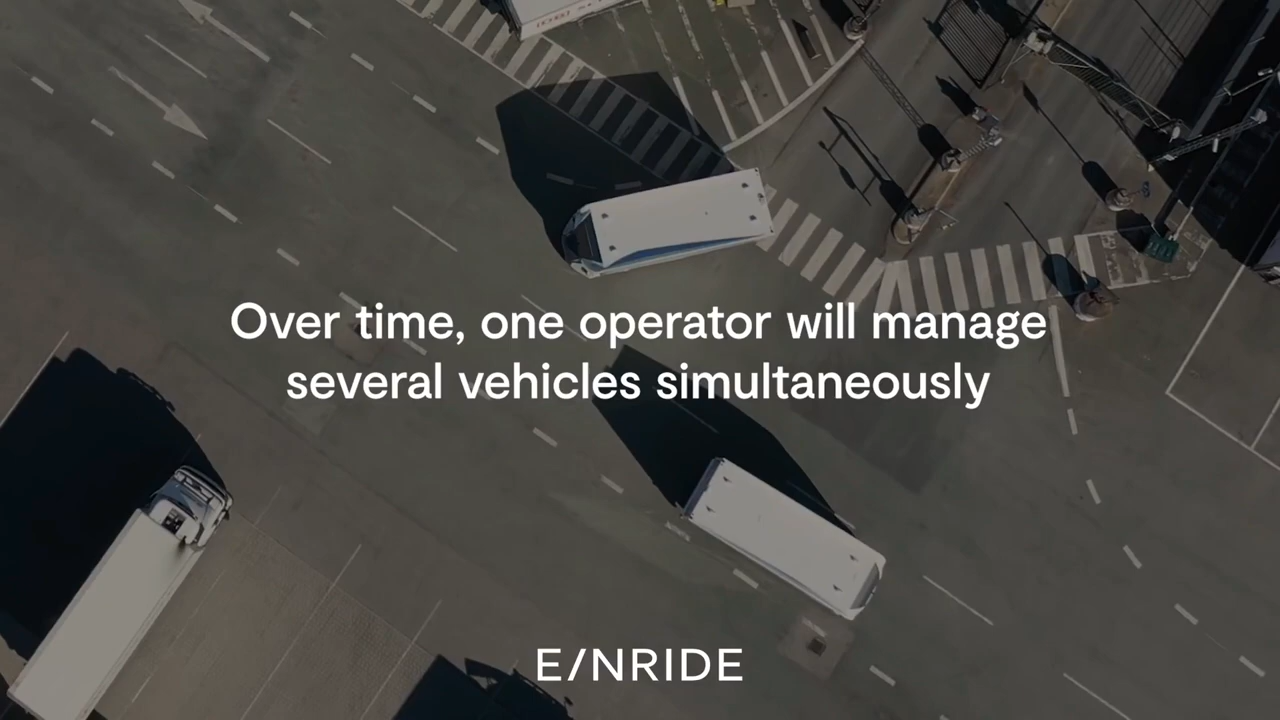 Over time, one operator will manage
several vehicles simultaneously
E/NRIDE